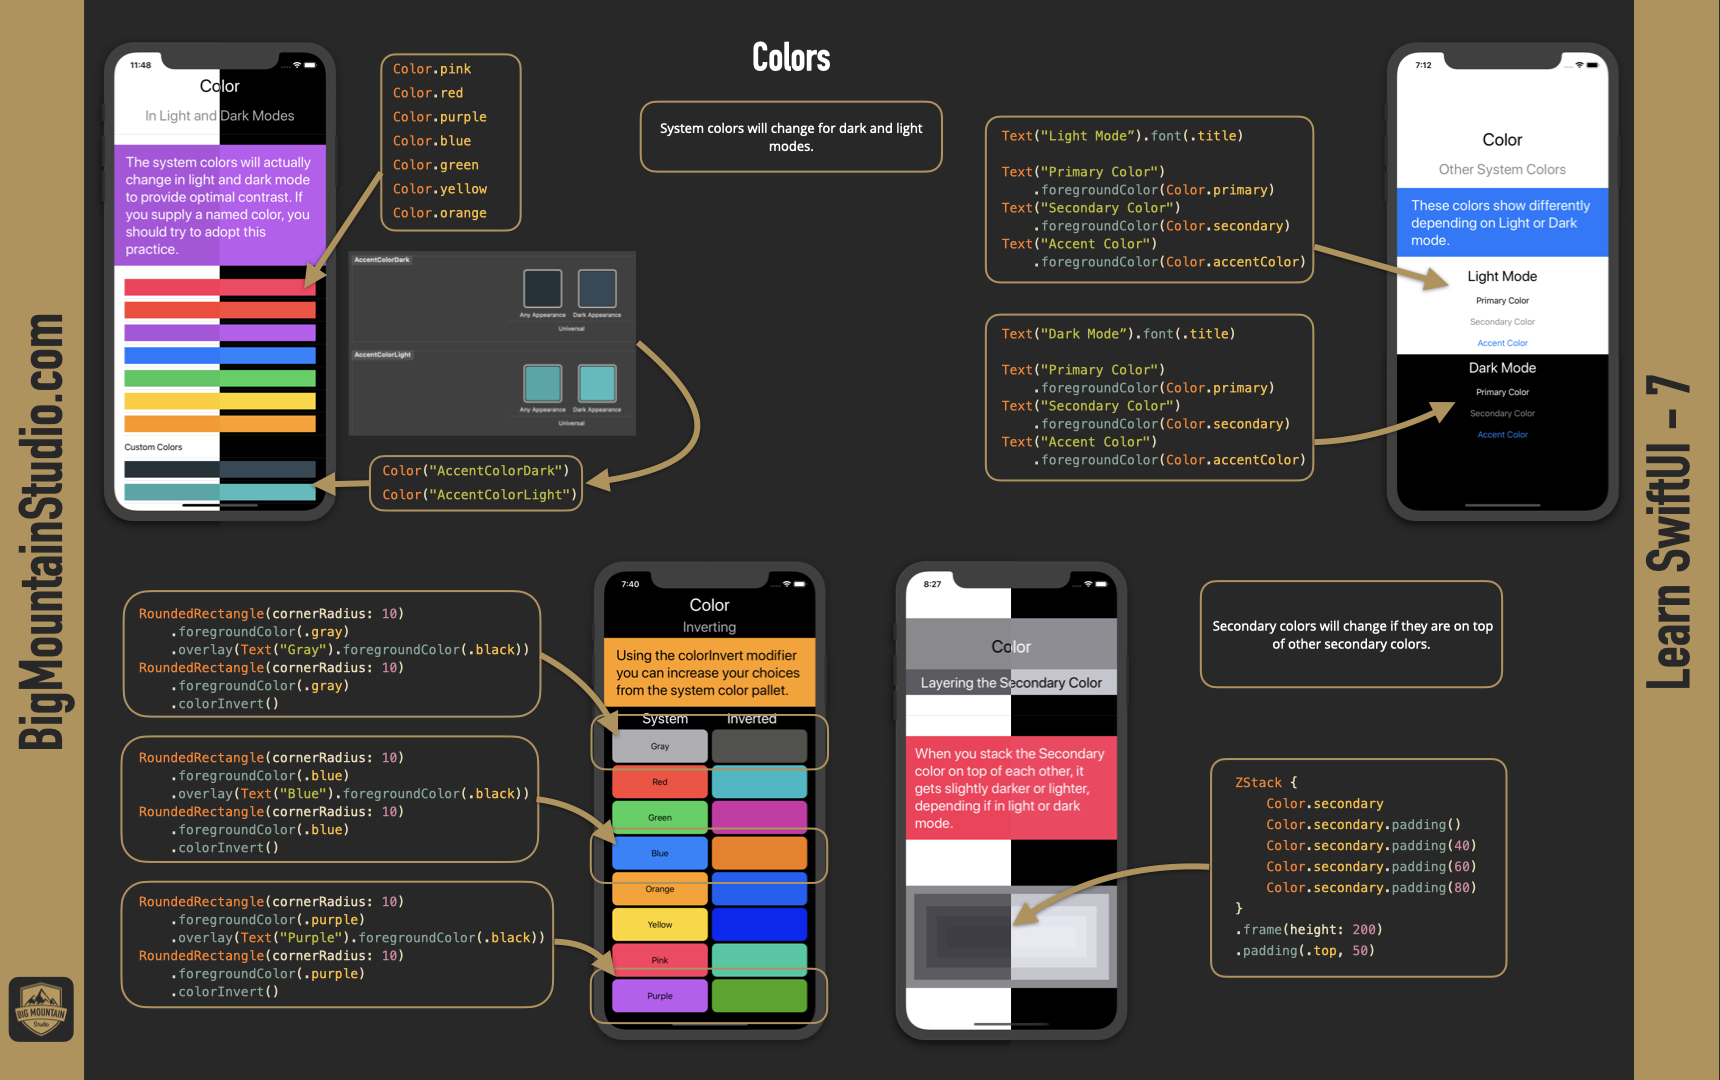 BigMountainStudio.com
BIG MOUNTAIN
Studio
Colors
11:48
Color
In Light and Dark Modes
The system colors will actually
change in light and dark mode
to provide optimal contrast. If
you supply a named color, you
should try to adopt this
practice.
Custom Colors
Color.pink
Color.red
Color.purple
Color.blue
Color.green
Color.yellow
Color.orange
AccentColorDark
Any Appearance
Dark Appearance
Universal
AccentColorLight
Any Appearance
Dark Appearance
Universal
Color("AccentColorDark")
Color("AccentColorLight")
System colors will change for dark and light
modes.
Text("Light Mode”).font(.title)
Text("Primary Color")
.foregroundColor(Color.primary)
Text("Secondary Color")
.foregroundColor(Color.secondary)
Text("Accent Color")
.foregroundColor(Color.accentColor)
Text("Dark Mode”).font(.title)
Text("Primary Color")
.foregroundColor(Color.primary)
Text("Secondary Color")
.foregroundColor(Color.secondary)
Text("Accent Color")
.foregroundColor(Color.accentColor)
7:12
Color
Other System Colors
These colors show differently
depending on Light or Dark
mode.
Light Mode
Primary Color
Secondary Color
Accent Color
Dark Mode
Primary Color
Secondary Color
Accent Color
RoundedRectangle(cornerRadius: 10)
.foregroundColor(.gray)
.overlay(Text("Gray").foregroundColor(.black))
RoundedRectangle(cornerRadius: 10)
.foregroundColor(.gray)
.colorInvert()
RoundedRectangle(cornerRadius: 10)
.foregroundColor(.blue)
.overlay(Text("Blue").foregroundColor(.black))
RoundedRectangle(cornerRadius: 10)
.foregroundColor(.blue)
.colorInvert()
RoundedRectangle(cornerRadius: 10)
.foregroundColor(.purple)
.overlay(Text("Purple").foregroundColor(.black))
RoundedRectangle(cornerRadius: 10)
.foregroundColor(.purple)
.colorInvert()
7:40
Color
Inverting
Using the colorInvert modifier
you can increase your choices
from the system color pallet.
System Inverted
Gray
Red
Green
Blue
Orange
Yellow
Pink
Purple
8:27
Color
Layering the Secondary Color
When you stack the Secondary
color on top of each other, it
gets slightly darker or lighter,
depending if in light or dark
mode.
Secondary colors will change if they are on top
of other secondary colors.
ZStack {
Color.secondary
Color.secondary.padding()
Color.secondary.padding(40)
Color.secondary.padding(60)
Color.secondary.padding(80)
}
.frame(height: 200)
.padding(.top, 50)
Learn SwiftUI - 7